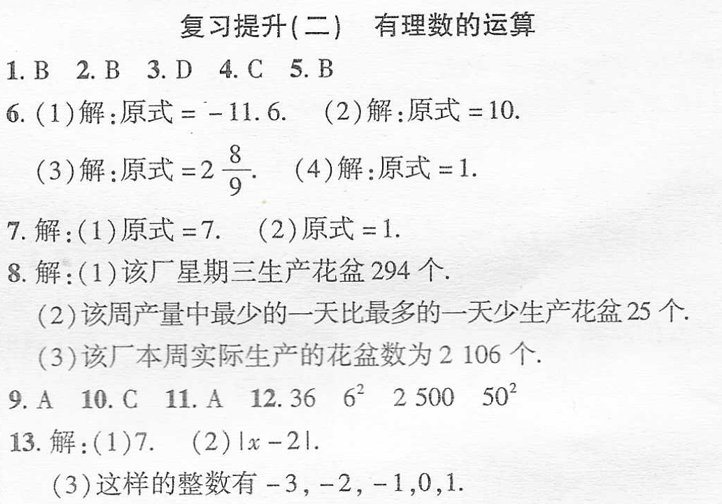 复习提升(二) 有理数的运算
1. B 2. B 3. D 4. C 5. B
6. (1)解:原式 = -11.6. (2)解:原式 =10.
(3)解:原式 =2 8/9. (4)解:原式 =1.
7. 解:(1)原式 =7. (2)原式 =1.
8. 解:(1)该厂星期三生产花盆 294 个.
(2)该周产量中最少的一天比最多的一天少生产花盆 25 个.
(3)该厂本周实际生产的花盆数为 2 106 个.
9. A 10. C 11. A 12. 36 6² 2 500 50²
13. 解:(1)7. (2)|x-2|.
(3)这样的整数有 -3, -2, -1,0,1.